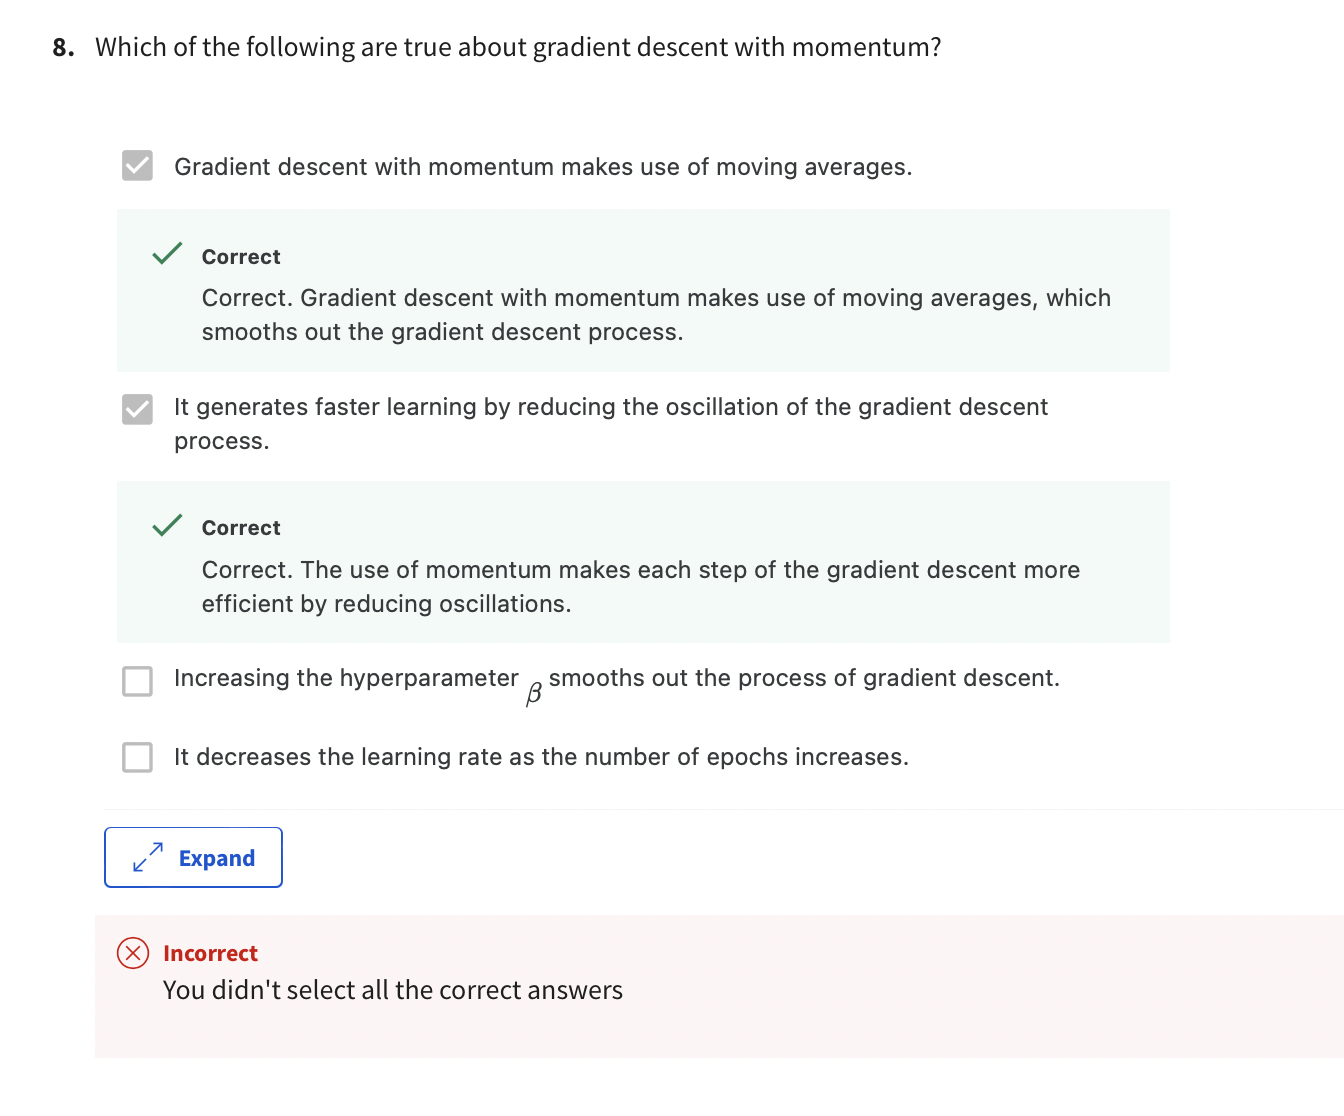 8. Which of the following are true about gradient descent with momentum?
Gradient descent with momentum makes use of moving averages.
Correct
Correct. Gradient descent with momentum makes use of moving averages, which
smooths out the gradient descent process.
It generates faster learning by reducing the oscillation of the gradient descent
process.
Correct
Correct. The use of momentum makes each step of the gradient descent more
efficient by reducing oscillations.
Increasing the hyperparameter β smooths out the process of gradient descent.
It decreases the learning rate as the number of epochs increases.
Expand
Incorrect
You didn't select all the correct answers